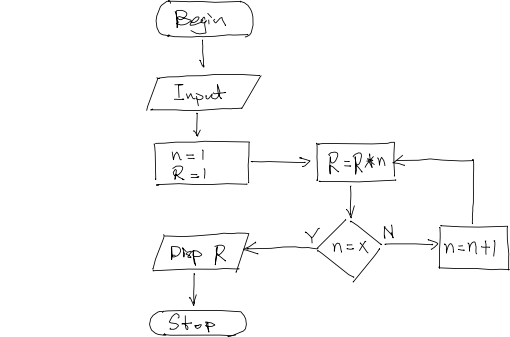 Begin
Input
n=1
R=1
R=R*n
Y
N
n=x
n=n+1
Disp R
Stop